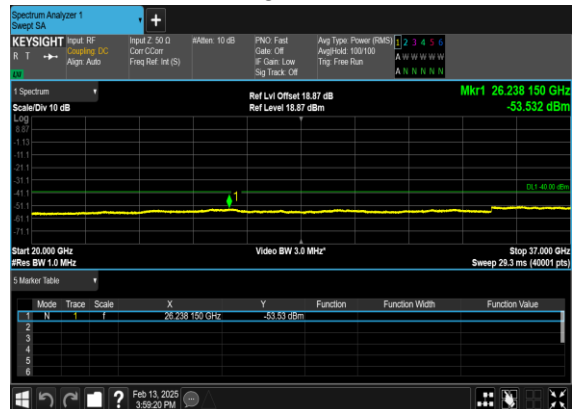 Spectrum Analyzer 1
Swept SA
KEYSIGHT Input: RF
R T Coupling: DC
Align: Auto
Input Z: 50 Ω
Corr CCorr
Freq Ref: Int (S)
#Atten: 10 dB
PNO: Fast
Gate: Off
IF Gain: Low
Sig Track: Off
Avg Type: Power (RMS)
Avg|Hold: 100/100
Trig: Free Run
1 2 3 4 5 6
A W W W W W
A N N N N N
1 Spectrum
Scale/Div 10 dB
Ref Lvl Offset 18.87 dB
Ref Level 18.87 dBm
Mkr1 26.238 150 GHz
-53.532 dBm
Log
8.87
-1.13
-11.1
-21.1
-31.1
-41.1
-51.1
-61.1
-71.1
1
DL1 -40.00 dBm
Start 20.000 GHz
#Res BW 1.0 MHz
Video BW 3.0 MHz*
Stop 37.000 GHz
Sweep 29.3 ms (40001 pts)
5 Marker Table
Mode Trace Scale X Y Function Function Width Function Value
1 N 1 f 26.238 150 GHz -53.53 dBm
2
3
4
5
6
? Feb 13, 2025
3:59:20 PM